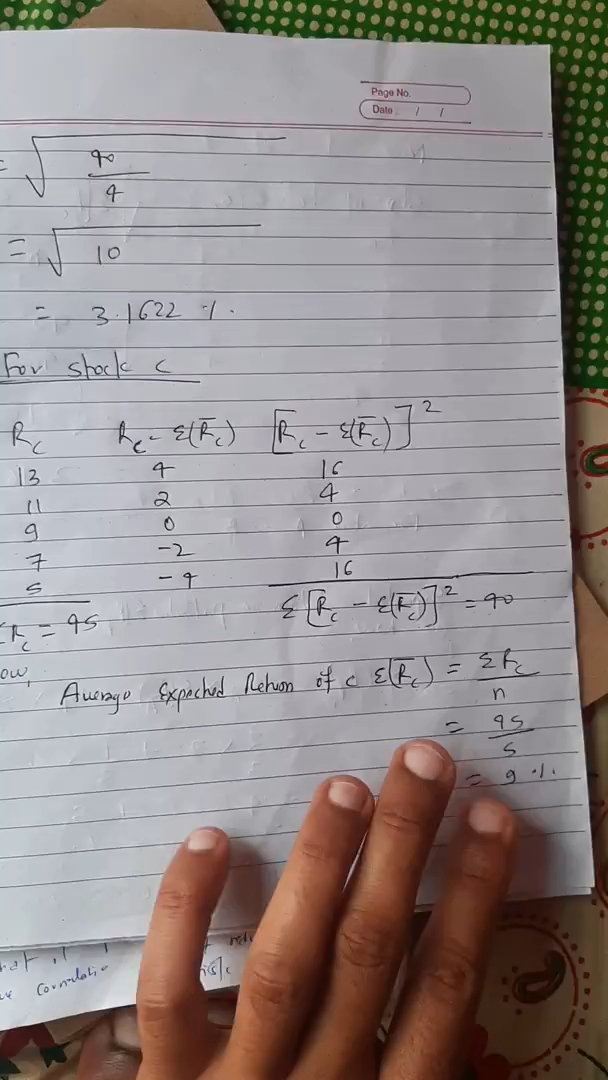 Page No.
Date / /
= √ 40 / 4
= √ 10
= 3.1622 %.
For stock C
R_C R_C - Σ(R̄_C) [R_C - Σ(R̄_C)]²
13 4 16
11 2 4
9 0 0
7 -2 4
5 -4 16
ΣR_C = 45 Σ[R_C - Σ(R̄_C)]² = 40
ow,
Average Expected Return of C Σ(R̄_C) = ΣR_C / n
= 45 / 5
= 9 %.